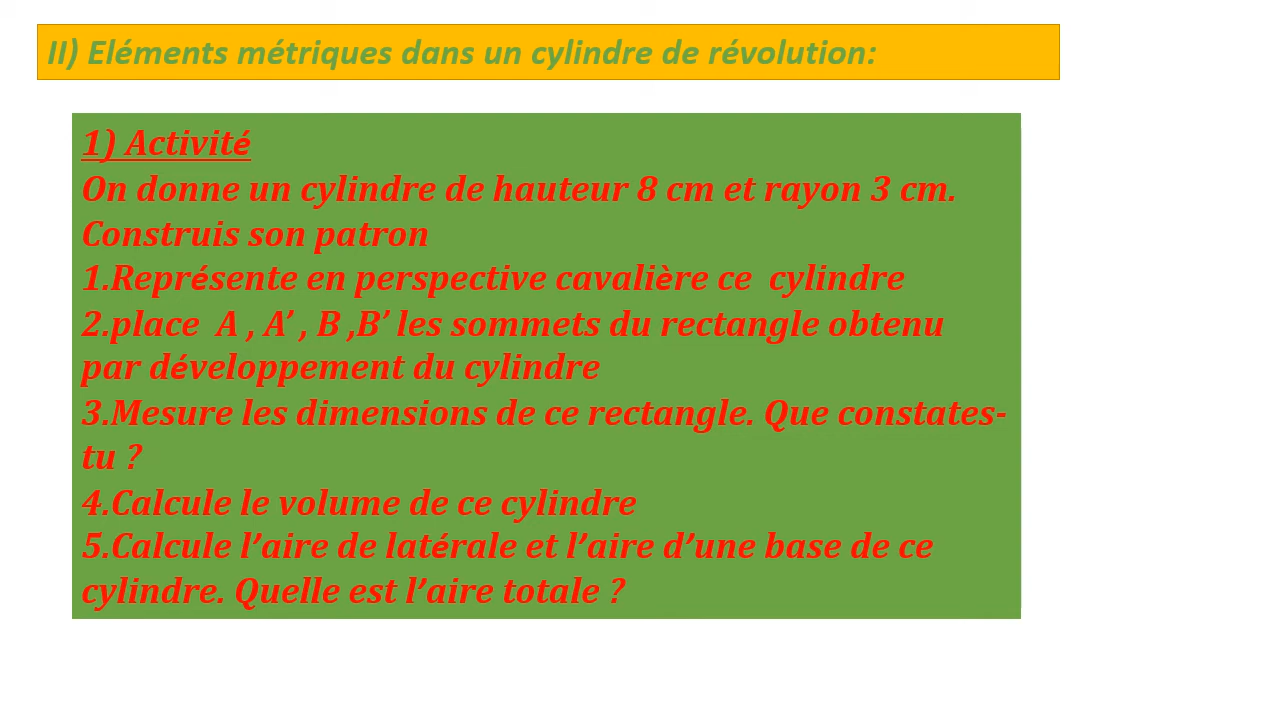 II) Eléments métriques dans un cylindre de révolution:
1) Activité
On donne un cylindre de hauteur 8 cm et rayon 3 cm.
Construis son patron
1.Représente en perspective cavalière ce  cylindre
2.place  A , A’ , B ,B’ les sommets du rectangle obtenu
par développement du cylindre
3.Mesure les dimensions de ce rectangle. Que constates-
tu ?
4.Calcule le volume de ce cylindre
5.Calcule l’aire de latérale et l’aire d’une base de ce
cylindre. Quelle est l’aire totale ?